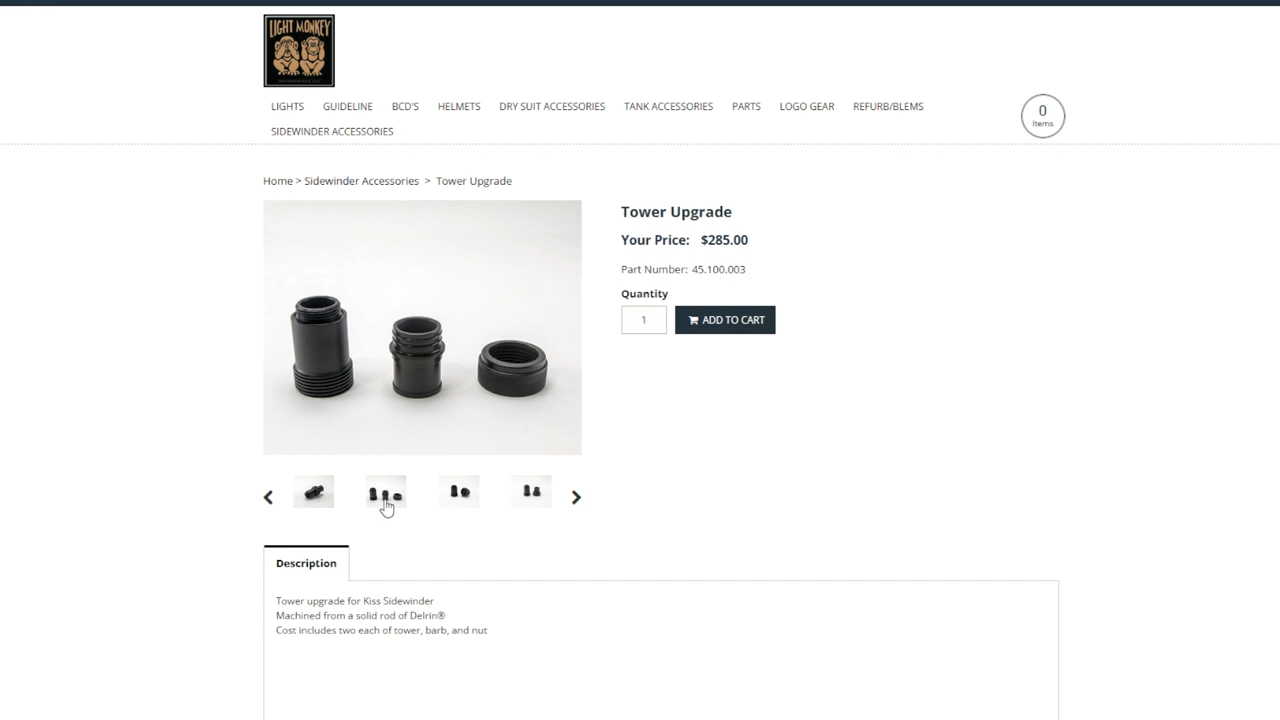 LIGHT MONKEY
LIGHTS GUIDELINE BCD'S HELMETS DRY SUIT ACCESSORIES TANK ACCESSORIES PARTS LOGO GEAR REFURB/BLEMS
SIDEWINDER ACCESSORIES
0
Items
Home > Sidewinder Accessories > Tower Upgrade
Tower Upgrade
Your Price: $285.00
Part Number: 45.100.003
Quantity
1
ADD TO CART
Description
Tower upgrade for Kiss Sidewinder
Machined from a solid rod of Delrin®
Cost includes two each of tower, barb, and nut